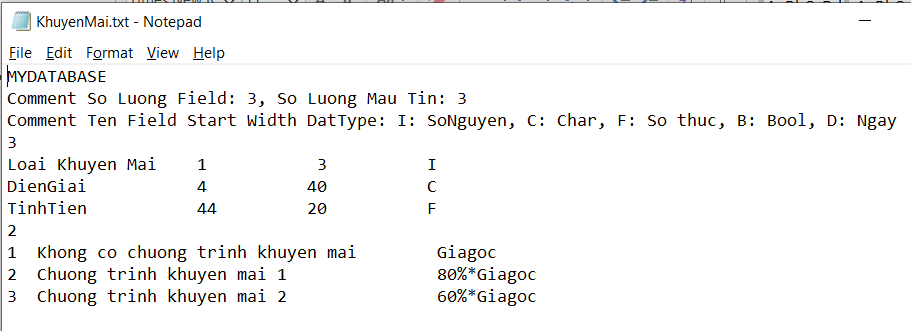 KhuyenMai.txt - Notepad
File Edit Format View Help
MYDATABASE
Comment So Luong Field: 3, So Luong Mau Tin: 3
Comment Ten Field Start Width DatType: I: SoNguyen, C: Char, F: So thuc, B: Bool, D: Ngay
3
Loai Khuyen Mai 1 3 I
DienGiai 4 40 C
TinhTien 44 20 F
2
1 Khong co chuong trinh khuyen mai Giagoc
2 Chuong trinh khuyen mai 1 80%*Giagoc
3 Chuong trinh khuyen mai 2 60%*Giagoc